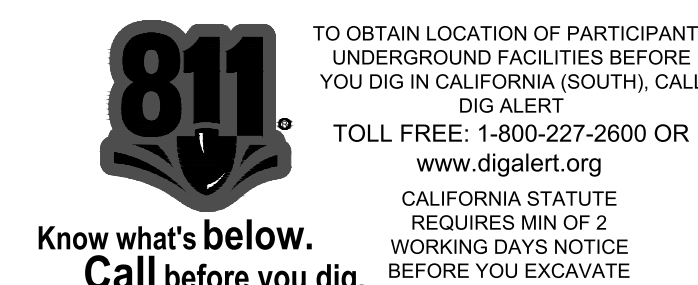 811
Know what's below.
Call before you dig.
TO OBTAIN LOCATION OF PARTICIPANT
UNDERGROUND FACILITIES BEFORE
YOU DIG IN CALIFORNIA (SOUTH), CALL
DIG ALERT
TOLL FREE: 1-800-227-2600 OR
www.digalert.org
CALIFORNIA STATUTE
REQUIRES MIN OF 2
WORKING DAYS NOTICE
BEFORE YOU EXCAVATE